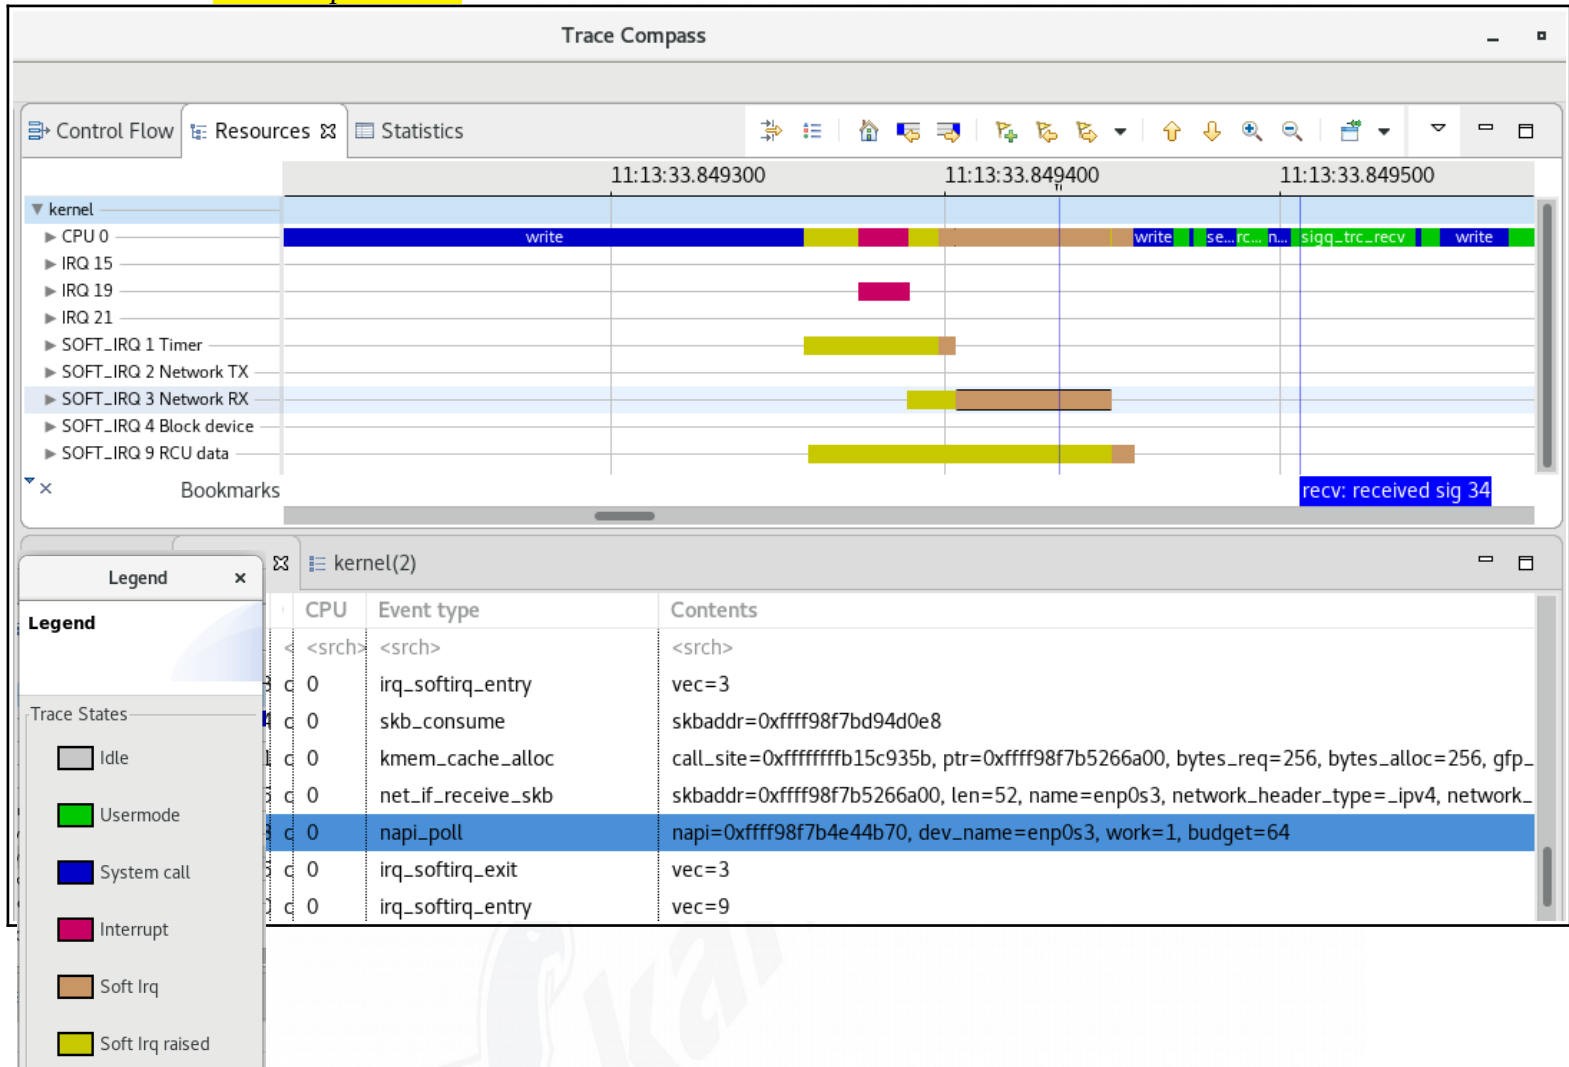 Trace Compass
Control Flow Resources Statistics
11:13:33.849300 11:13:33.849400 11:13:33.849500
kernel
CPU 0 write write se... rc... n... sigq_trc_recv write
IRQ 15
IRQ 19
IRQ 21
SOFT_IRQ 1 Timer
SOFT_IRQ 2 Network TX
SOFT_IRQ 3 Network RX
SOFT_IRQ 4 Block device
SOFT_IRQ 9 RCU data
Bookmarks recv: received sig 34
kernel(2)
Legend
Legend
CPU Event type Contents
<srch> <srch> <srch>
0 irq_softirq_entry vec=3
0 skb_consume skbaddr=0xffff98f7bd94d0e8
0 kmem_cache_alloc call_site=0xffffffffb15c935b, ptr=0xffff98f7b5266a00, bytes_req=256, bytes_alloc=256, gfp_
0 net_if_receive_skb skbaddr=0xffff98f7b5266a00, len=52, name=enp0s3, network_header_type=_ipv4, network_
0 napi_poll napi=0xffff98f7b4e44b70, dev_name=enp0s3, work=1, budget=64
0 irq_softirq_exit vec=3
0 irq_softirq_entry vec=9
Trace States
Idle
Usermode
System call
Interrupt
Soft Irq
Soft Irq raised